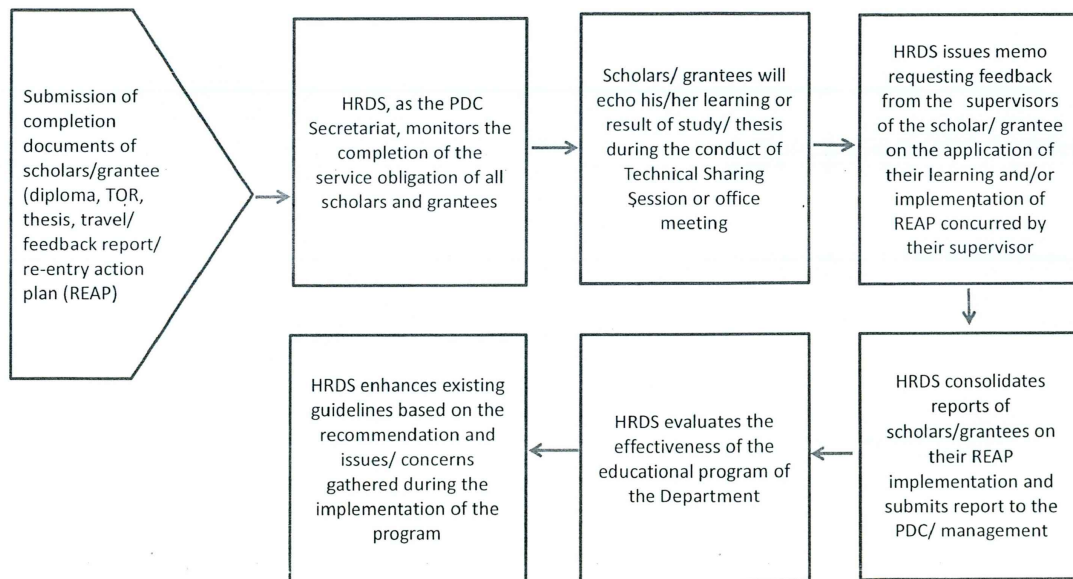 Submission of
completion
documents of
scholars/grantee
(diploma, TOR,
thesis, travel/
feedback report/
re-entry action
plan (REAP)
HRDS, as the PDC
Secretariat, monitors the
completion of the
service obligation of all
scholars and grantees
Scholars/ grantees will
echo his/her learning or
result of study/ thesis
during the conduct of
Technical Sharing
Session or office
meeting
HRDS issues memo
requesting feedback
from the supervisors
of the scholar/ grantee
on the application of
their learning and/or
implementation of
REAP concurred by
their supervisor
HRDS consolidates
reports of
scholars/grantees on
their REAP
implementation and
submits report to the
PDC/ management
HRDS evaluates the
effectiveness of the
educational program of
the Department
HRDS enhances existing
guidelines based on the
recommendation and
issues/ concerns
gathered during the
implementation of the
program